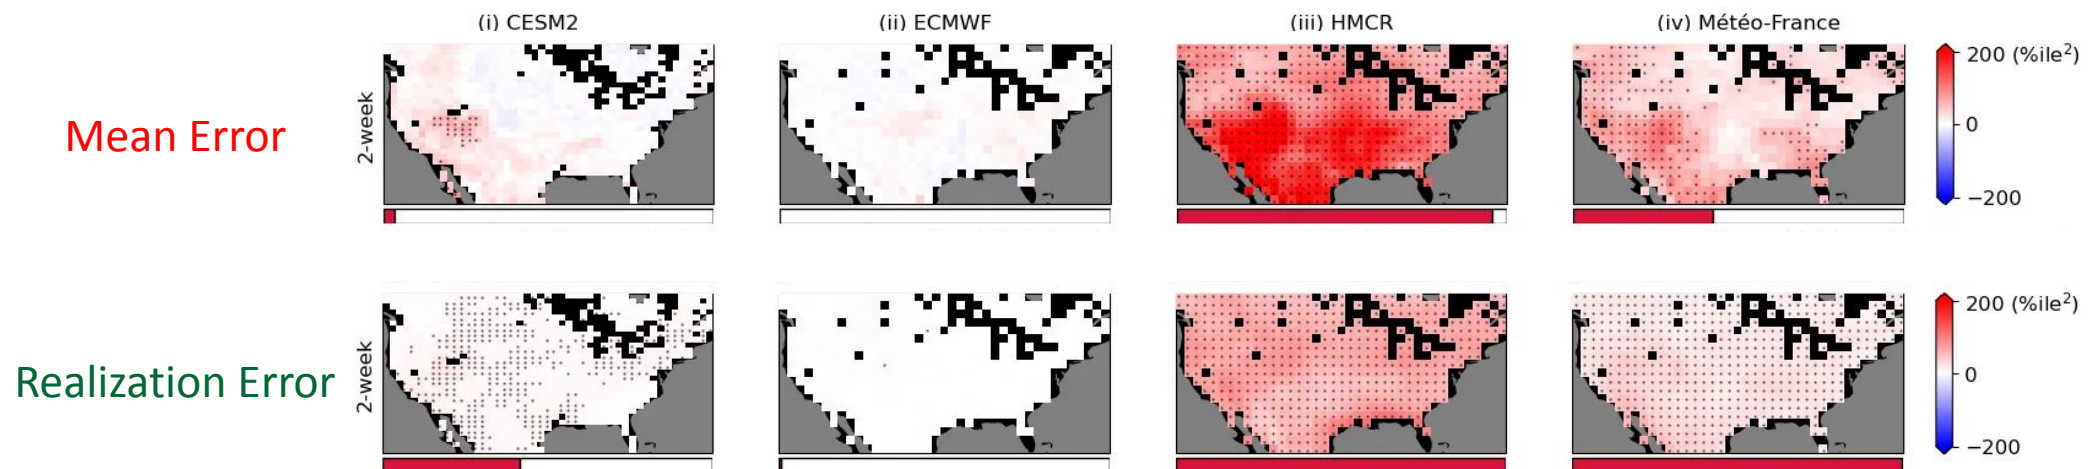 (i) CESM2
(ii) ECMWF
(iii) HMCR
(iv) Météo-France
Mean Error
2-week
200 (%ile²)
0
−200
Realization Error
2-week
200 (%ile²)
0
−200